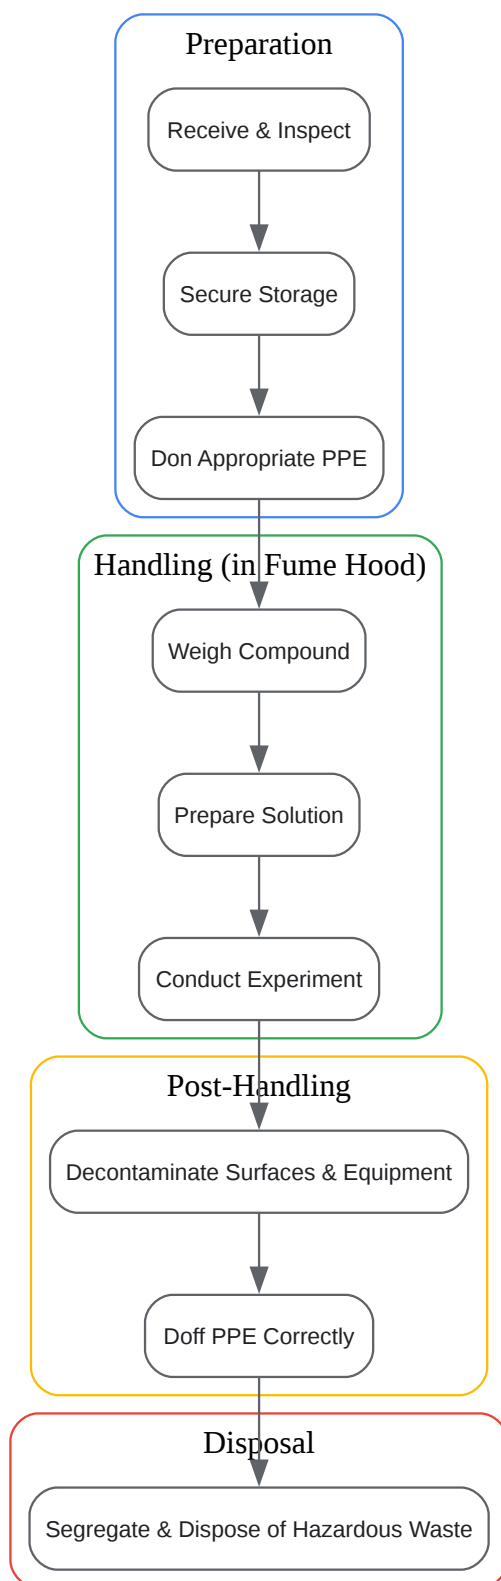 Preparation
Receive & Inspect
Secure Storage
Don Appropriate PPE
Handling (in Fume Hood)
Weigh Compound
Prepare Solution
Conduct Experiment
Post-Handling
Decontaminate Surfaces & Equipment
Doff PPE Correctly
Disposal
Segregate & Dispose of Hazardous Waste